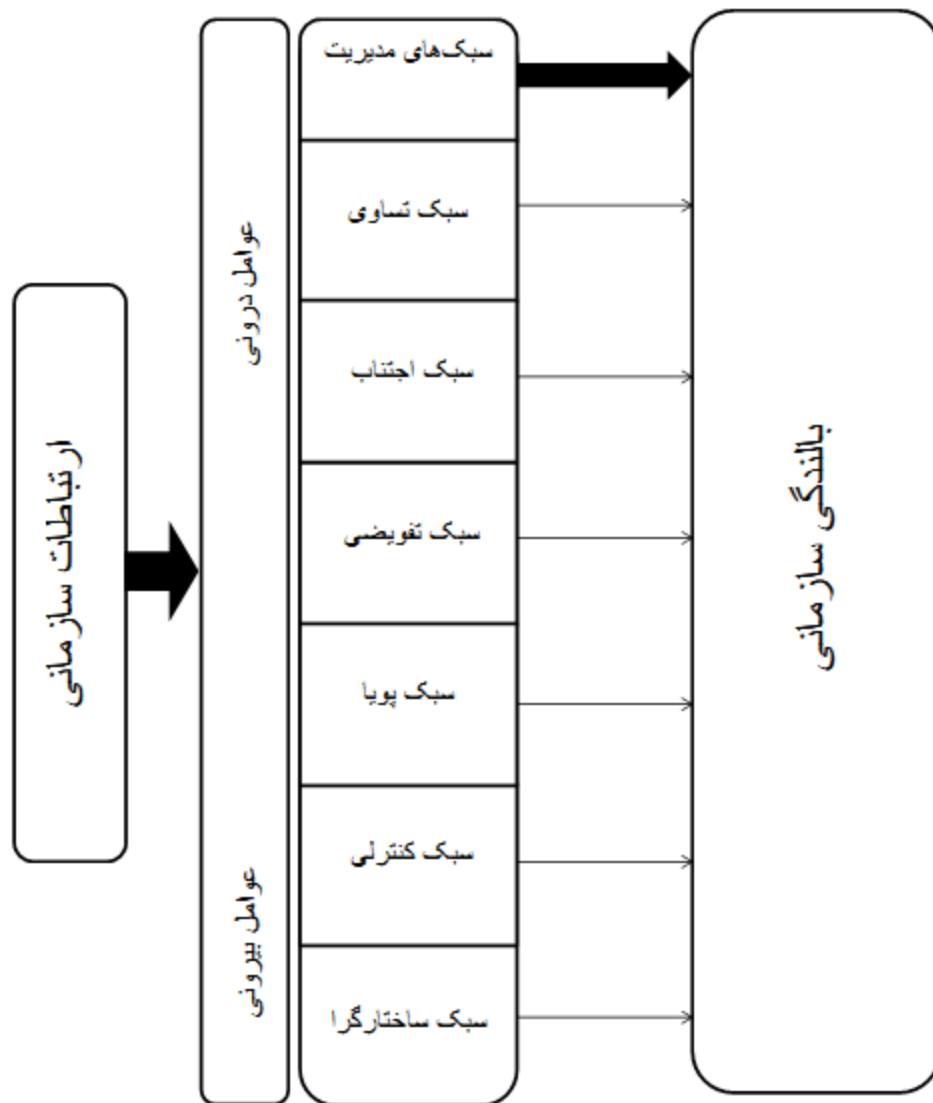 ارتباطات سازمانی
عوامل درونی
عوامل بیرونی
سبک‌های مدیریت
سبک تساوی
سبک اجتناب
سبک تفویضی
سبک پویا
سبک کنترلی
سبک ساختارگرا
بالندگی سازمانی